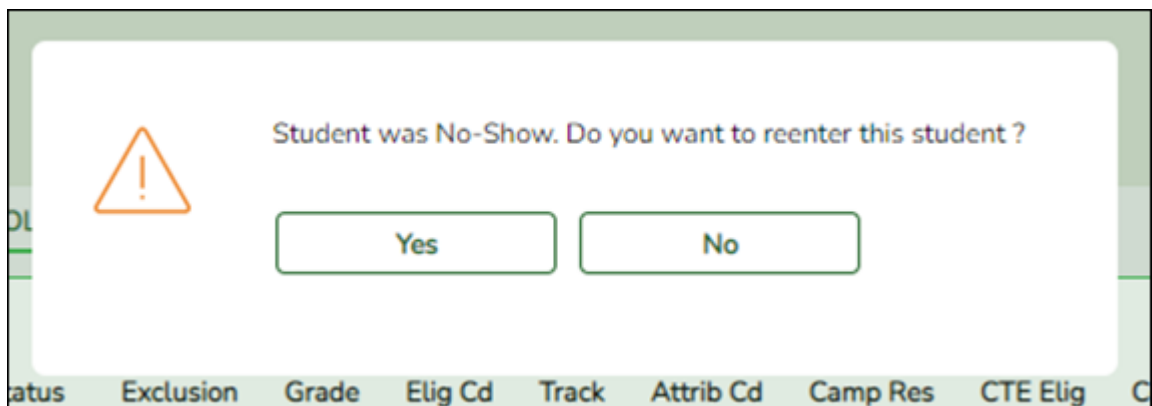 Student was No-Show. Do you want to reenter this student ?
Yes No
Exclusion Grade Elig Cd Track Attrib Cd Camp Res CTE Elig